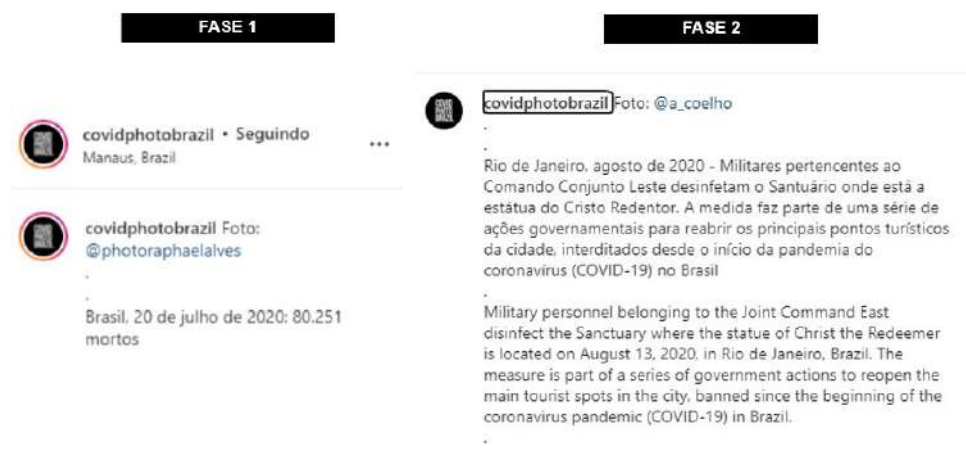 FASE 1
covidphotobrazil • Seguindo
Manaus, Brazil
...
covidphotobrazil Foto:
@photoraphaelalves
.
.
Brasil, 20 de julho de 2020: 80.251
mortos
FASE 2
covidphotobrazil Foto: @a_coelho
.
.
Rio de Janeiro, agosto de 2020 - Militares pertencentes ao
Comando Conjunto Leste desinfetam o Santuário onde está a
estátua do Cristo Redentor. A medida faz parte de uma série de
ações governamentais para reabrir os principais pontos turísticos
da cidade, interditados desde o início da pandemia do
coronavírus (COVID-19) no Brasil
.
Military personnel belonging to the Joint Command East
disinfect the Sanctuary where the statue of Christ the Redeemer
is located on August 13, 2020, in Rio de Janeiro, Brazil. The
measure is part of a series of government actions to reopen the
main tourist spots in the city, banned since the beginning of the
coronavirus pandemic (COVID-19) in Brazil.
.